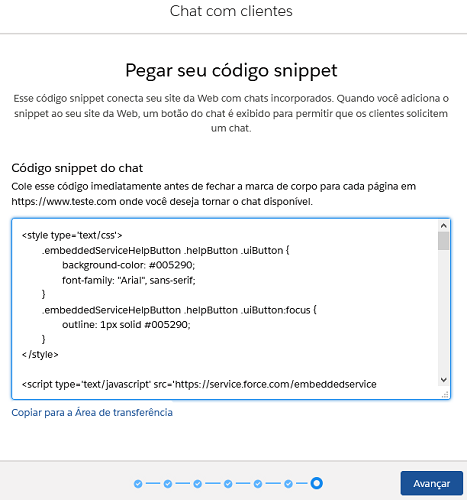 Chat com clientes
Pegar seu código snippet
Esse código snippet conecta seu site da Web com chats incorporados. Quando você adiciona o
snippet ao seu site da Web, um botão do chat é exibido para permitir que os clientes solicitem
um chat.
Código snippet do chat
Cole esse código imediatamente antes de fechar a marca de corpo para cada página em
https://www.teste.com onde você deseja tornar o chat disponível.
<style type='text/css'>
.embeddedServiceHelpButton .helpButton .uiButton {
background-color: #005290;
font-family: "Arial", sans-serif;
}
.embeddedServiceHelpButton .helpButton .uiButton:focus {
outline: 1px solid #005290;
}
</style>
<script type='text/javascript' src='https://service.force.com/embeddedservice
Copiar para a Área de transferência
Avançar